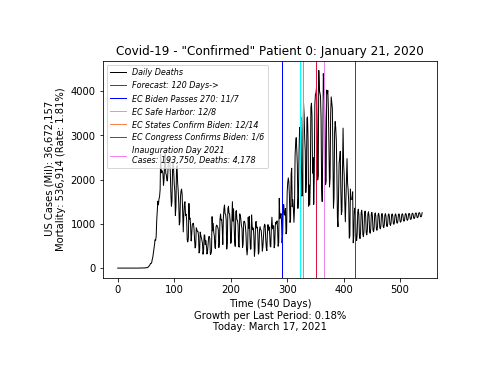 Covid-19 - "Confirmed" Patient 0: January 21, 2020
US Cases (Mil): 36,672,157
Mortality: 536,914 (Rate: 1.81%)
4000
3000
2000
1000
0
Daily Deaths
Forecast: 120 Days->
EC Biden Passes 270: 11/7
EC Safe Harbor: 12/8
EC States Confirm Biden: 12/14
EC Congress Confirms Biden: 1/6
Inauguration Day 2021
Cases: 193,750, Deaths: 4,178
0 100 200 300 400 500
Time (540 Days)
Growth per Last Period: 0.18%
Today: March 17, 2021